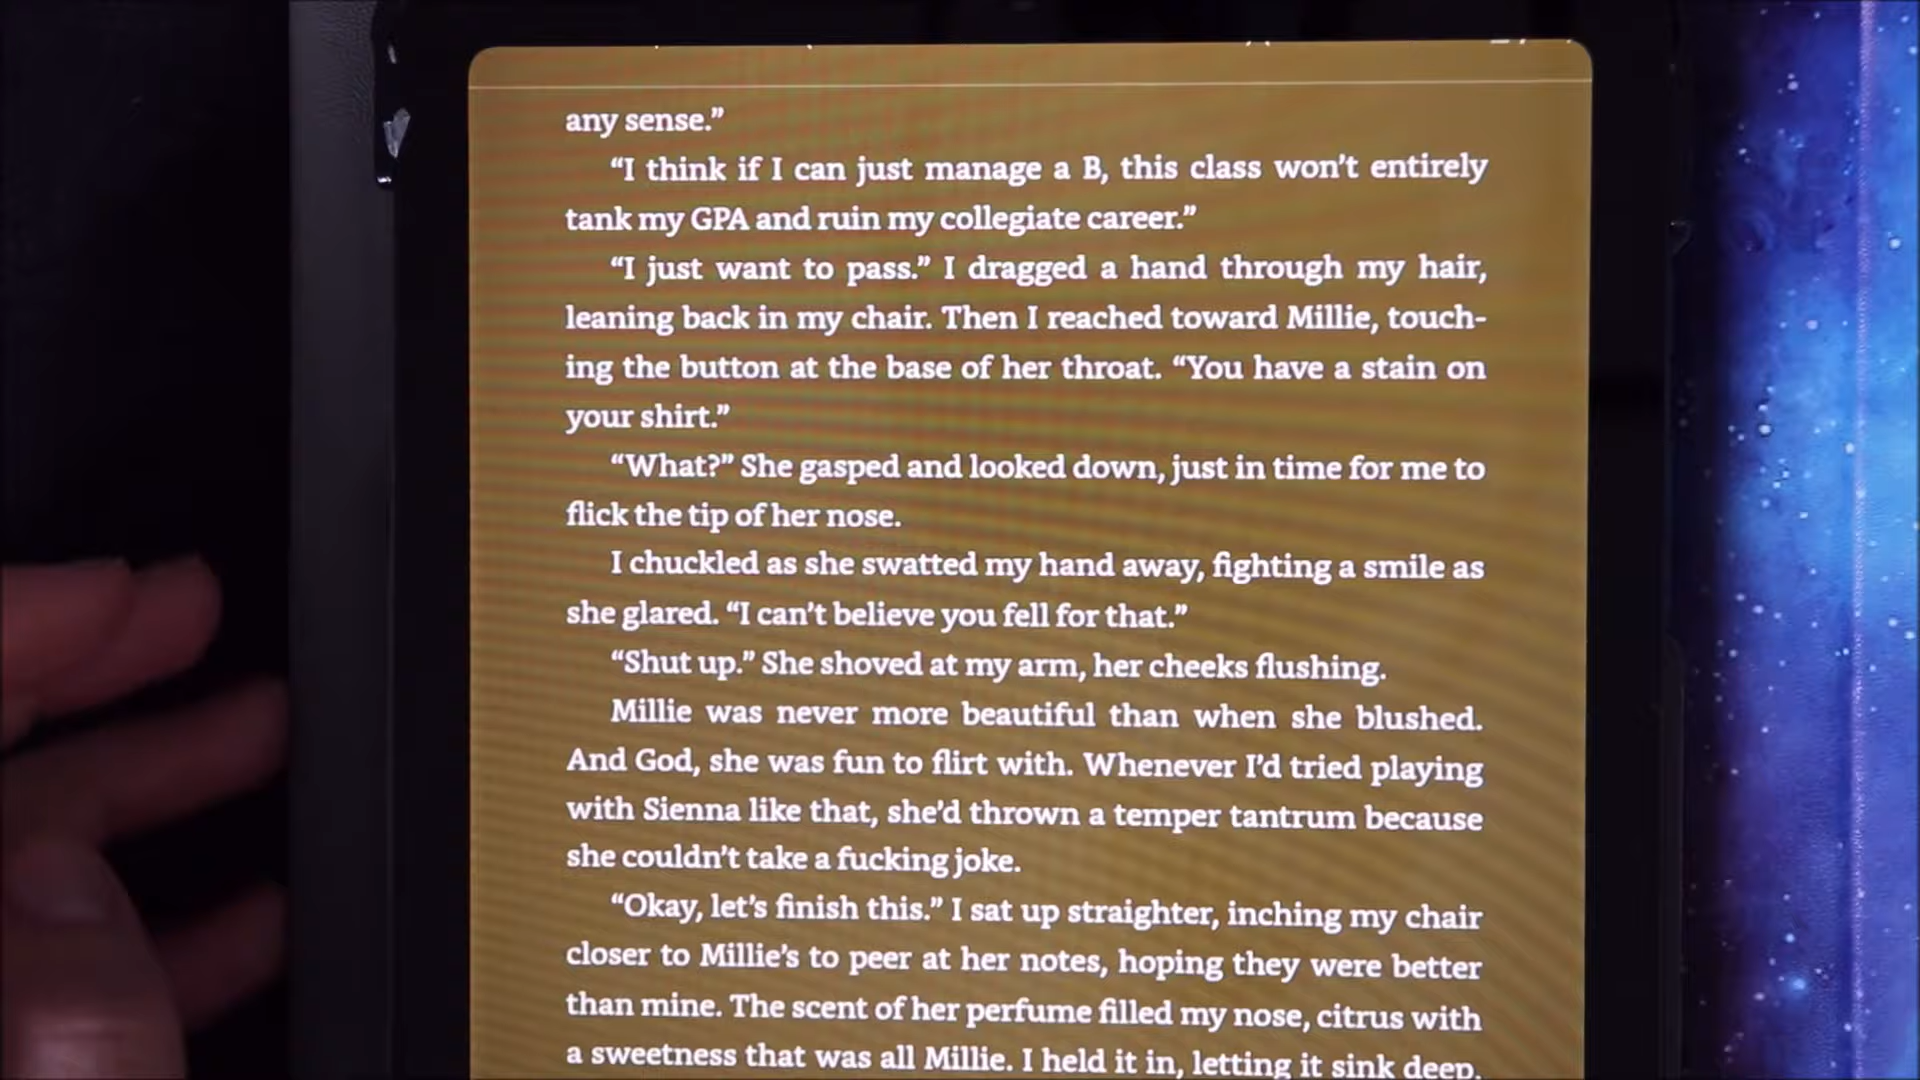 any sense.”
“I think if I can just manage a B, this class won’t entirely
tank my GPA and ruin my collegiate career.”
“I just want to pass.” I dragged a hand through my hair,
leaning back in my chair. Then I reached toward Millie, touch-
ing the button at the base of her throat. “You have a stain on
your shirt.”
“What?” She gasped and looked down, just in time for me to
flick the tip of her nose.
I chuckled as she swatted my hand away, fighting a smile as
she glared. “I can’t believe you fell for that.”
“Shut up.” She shoved at my arm, her cheeks flushing.
Millie was never more beautiful than when she blushed.
And God, she was fun to flirt with. Whenever I’d tried playing
with Sienna like that, she’d thrown a temper tantrum because
she couldn’t take a fucking joke.
“Okay, let’s finish this.” I sat up straighter, inching my chair
closer to Millie’s to peer at her notes, hoping they were better
than mine. The scent of her perfume filled my nose, citrus with
a sweetness that was all Millie. I held it in, letting it sink deep.